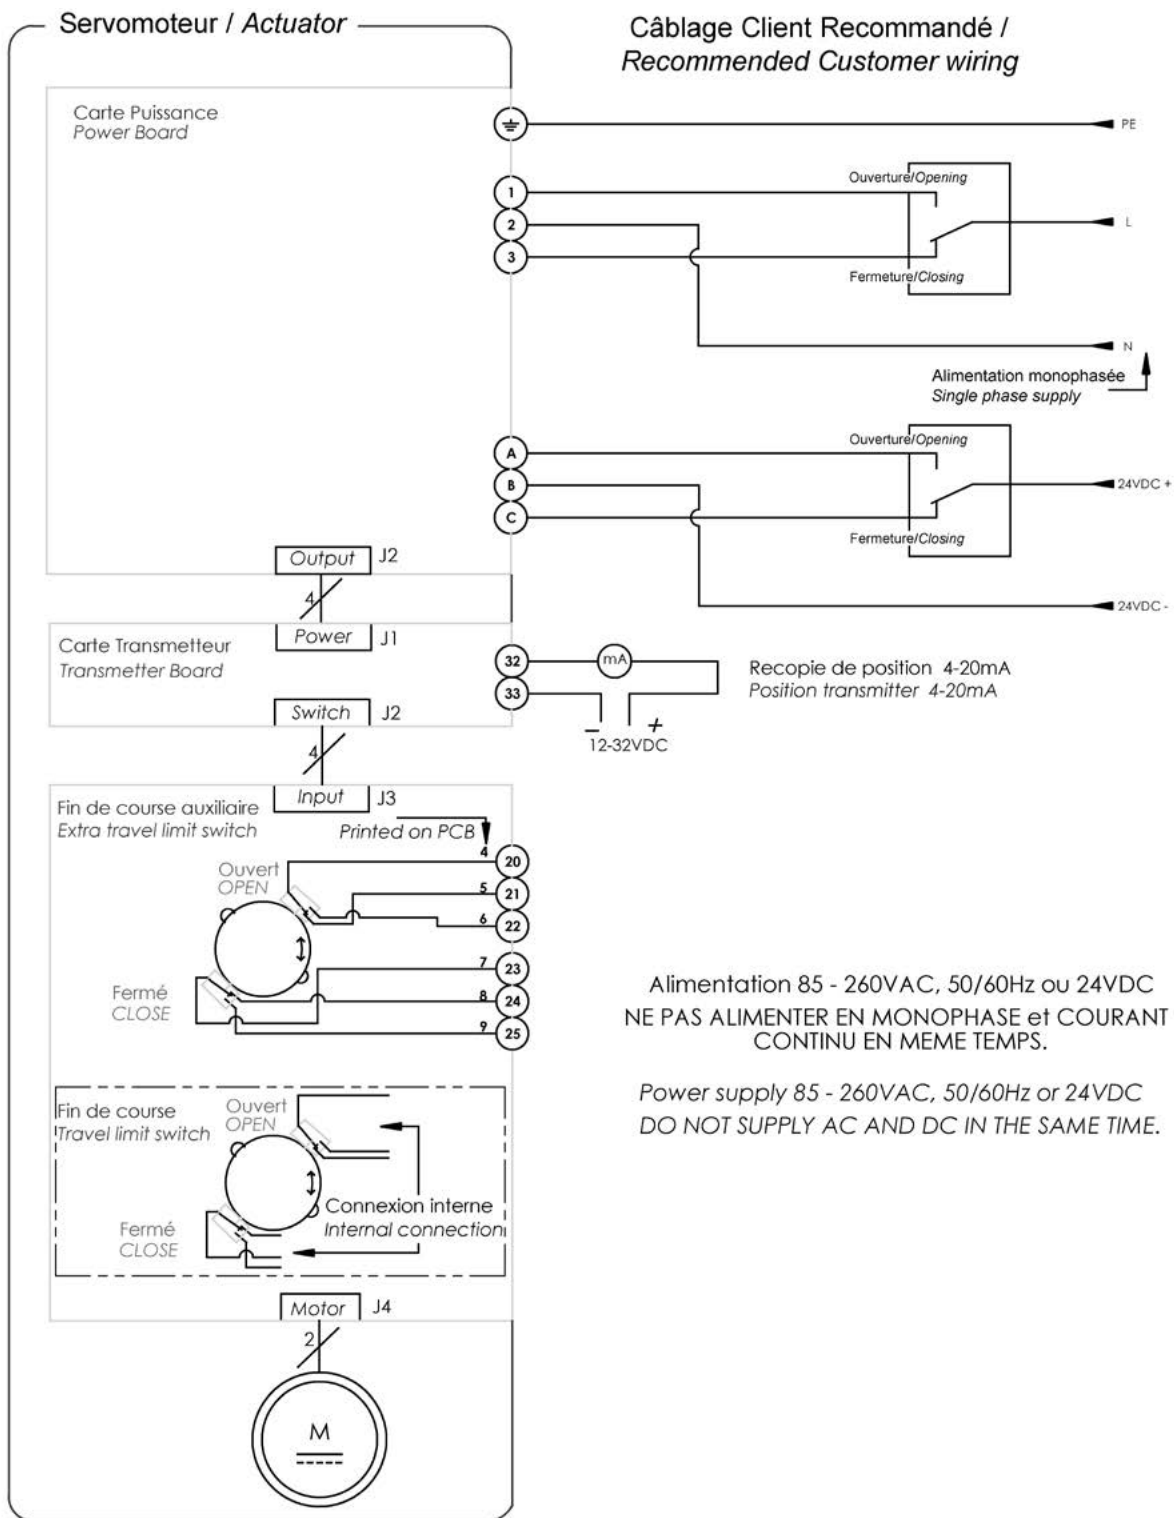 Servomoteur / Actuator
Câblage Client Recommandé /
Recommended Customer wiring
Carte Puissance
Power Board
PE
1
2
3
Ouverture/Opening
L
Fermeture/Closing
N
Alimentation monophasée
Single phase supply
A
B
C
Ouverture/Opening
24VDC +
Fermeture/Closing
24VDC -
Output J2
4
Power J1
Carte Transmetteur
Transmetter Board
32
33
mA
- +
12-32VDC
Recopie de position 4-20mA
Position transmitter 4-20mA
Switch J2
4
Input J3
Fin de course auxiliaire
Extra travel limit switch
Printed on PCB
Ouvert
OPEN
4 20
5 21
6 22
7 23
8 24
9 25
Fermé
CLOSE
Alimentation 85 - 260VAC, 50/60Hz ou 24VDC
NE PAS ALIMENTER EN MONOPHASE et COURANT
CONTINU EN MEME TEMPS.
Power supply 85 - 260VAC, 50/60Hz or 24VDC
DO NOT SUPPLY AC AND DC IN THE SAME TIME.
Fin de course
Travel limit switch
Ouvert
OPEN
Connexion interne
Internal connection
Fermé
CLOSE
Motor J4
2
M